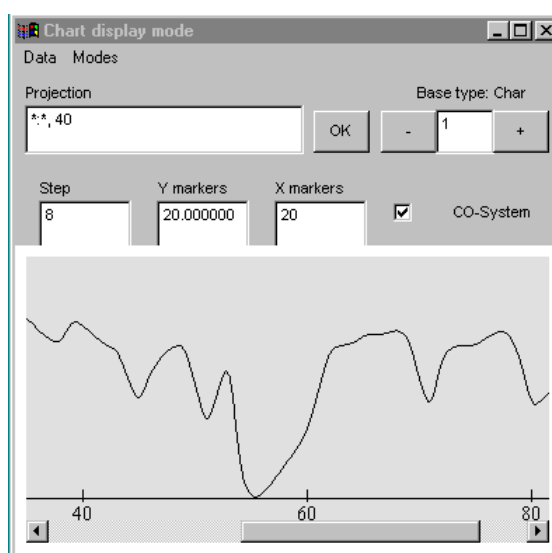 Chart display mode
Data Modes
Projection Base type: Char
*:*, 40 OK - 1 +
Step Y markers X markers
8 20.000000 20 CO-System
40 60 80